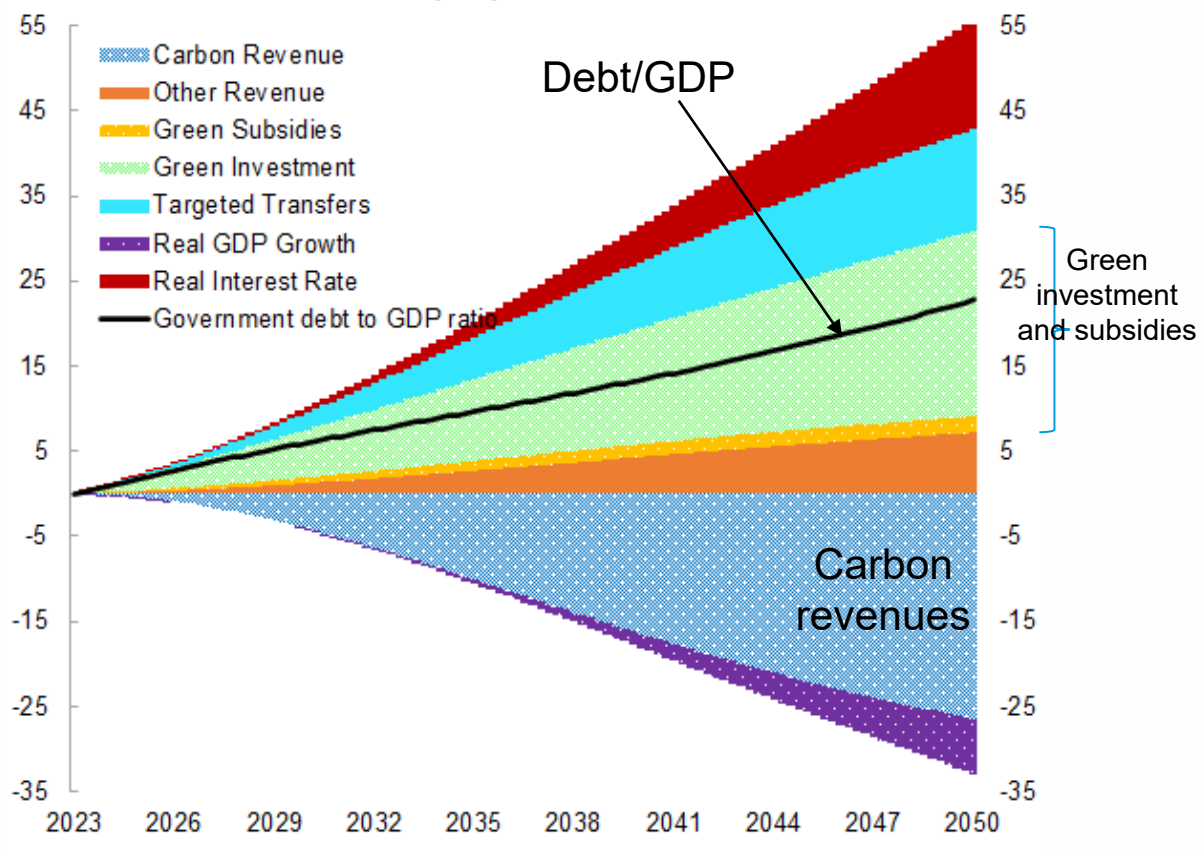 55
45
35
25
15
5
-5
-15
-25
-35
Carbon Revenue
Other Revenue
Green Subsidies
Green Investment
Targeted Transfers
Real GDP Growth
Real Interest Rate
Government debt to GDP ratio
Debt/GDP
Carbon
revenues
55
45
35
25
15
5
-5
-15
-25
-35
Green
investment
and subsidies
2023 2026 2029 2032 2035 2038 2041 2044 2047 2050